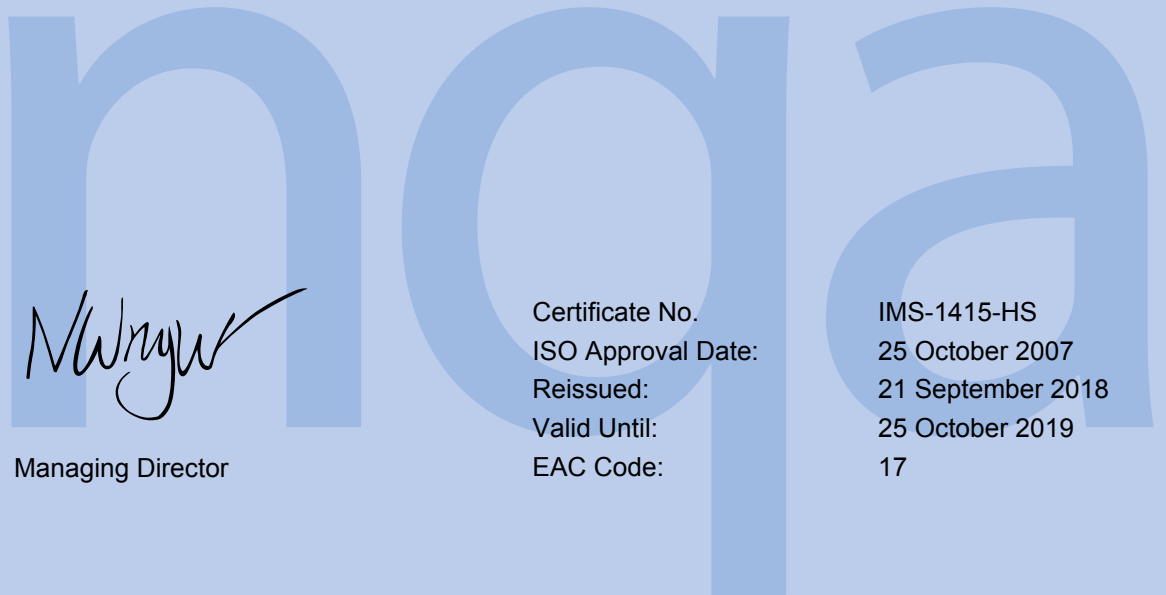 nqa
Certificate No. IMS-1415-HS
ISO Approval Date: 25 October 2007
Reissued: 21 September 2018
Valid Until: 25 October 2019
Managing Director
EAC Code: 17